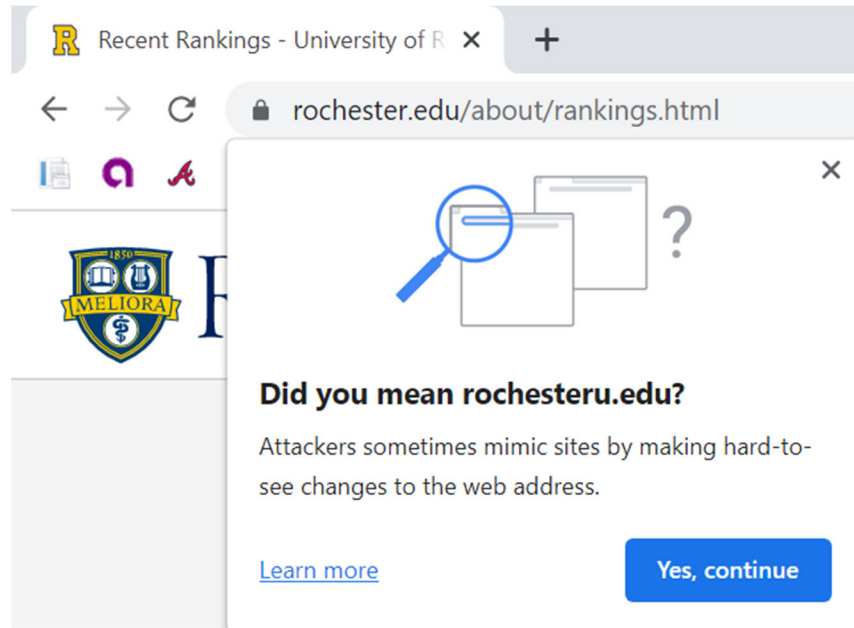 Recent Rankings - University of R
rochester.edu/about/rankings.html
1850
MELIORA
R
Did you mean rochesteru.edu?
Attackers sometimes mimic sites by making hard-to-
see changes to the web address.
Learn more
Yes, continue